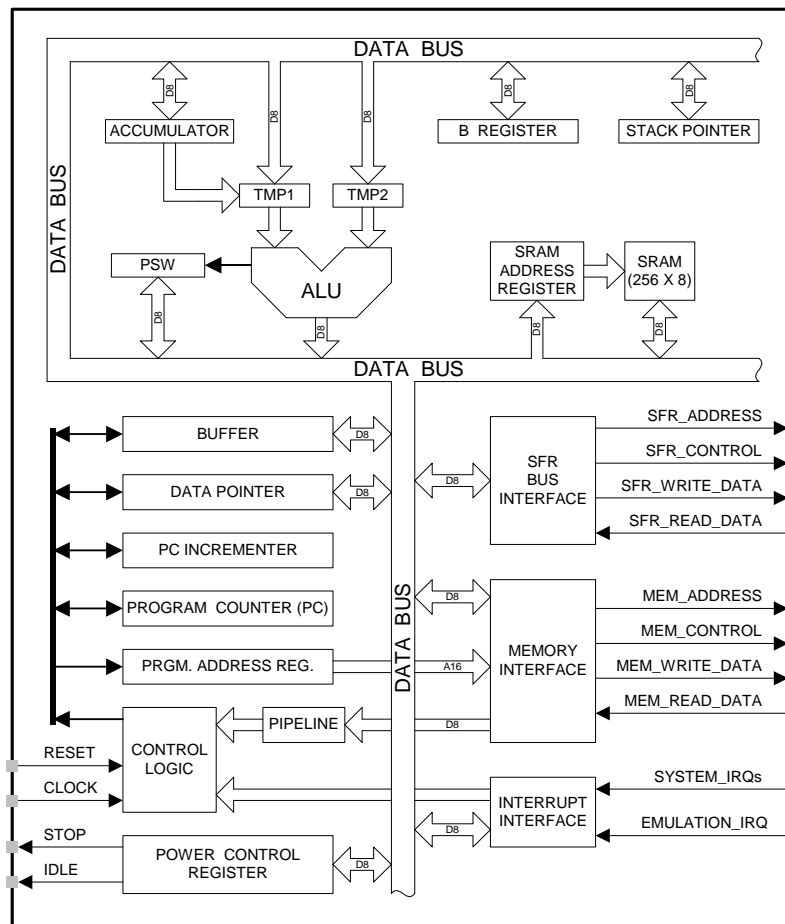 DATA BUS
D8
D8
D8
D8
D8
ACCUMULATOR
B REGISTER
STACK POINTER
DATA BUS
TMP1
TMP2
PSW
ALU
SRAM
ADDRESS
REGISTER
SRAM
(256 X 8)
D8
D8
D8
D8
DATA BUS
BUFFER
D8
SFR_ADDRESS
SFR_CONTROL
DATA POINTER
D8
D8
SFR
BUS
INTERFACE
SFR_WRITE_DATA
SFR_READ_DATA
PC INCREMENTER
PROGRAM COUNTER (PC)
DATA BUS
D8
MEM_ADDRESS
MEM_CONTROL
PRGM. ADDRESS REG.
A16
MEMORY
INTERFACE
MEM_WRITE_DATA
MEM_READ_DATA
PIPELINE
D8
CONTROL
LOGIC
RESET
CLOCK
SYSTEM_IRQs
INTERRUPT
INTERFACE
D8
EMULATION_IRQ
STOP
IDLE
POWER CONTROL
REGISTER
D8